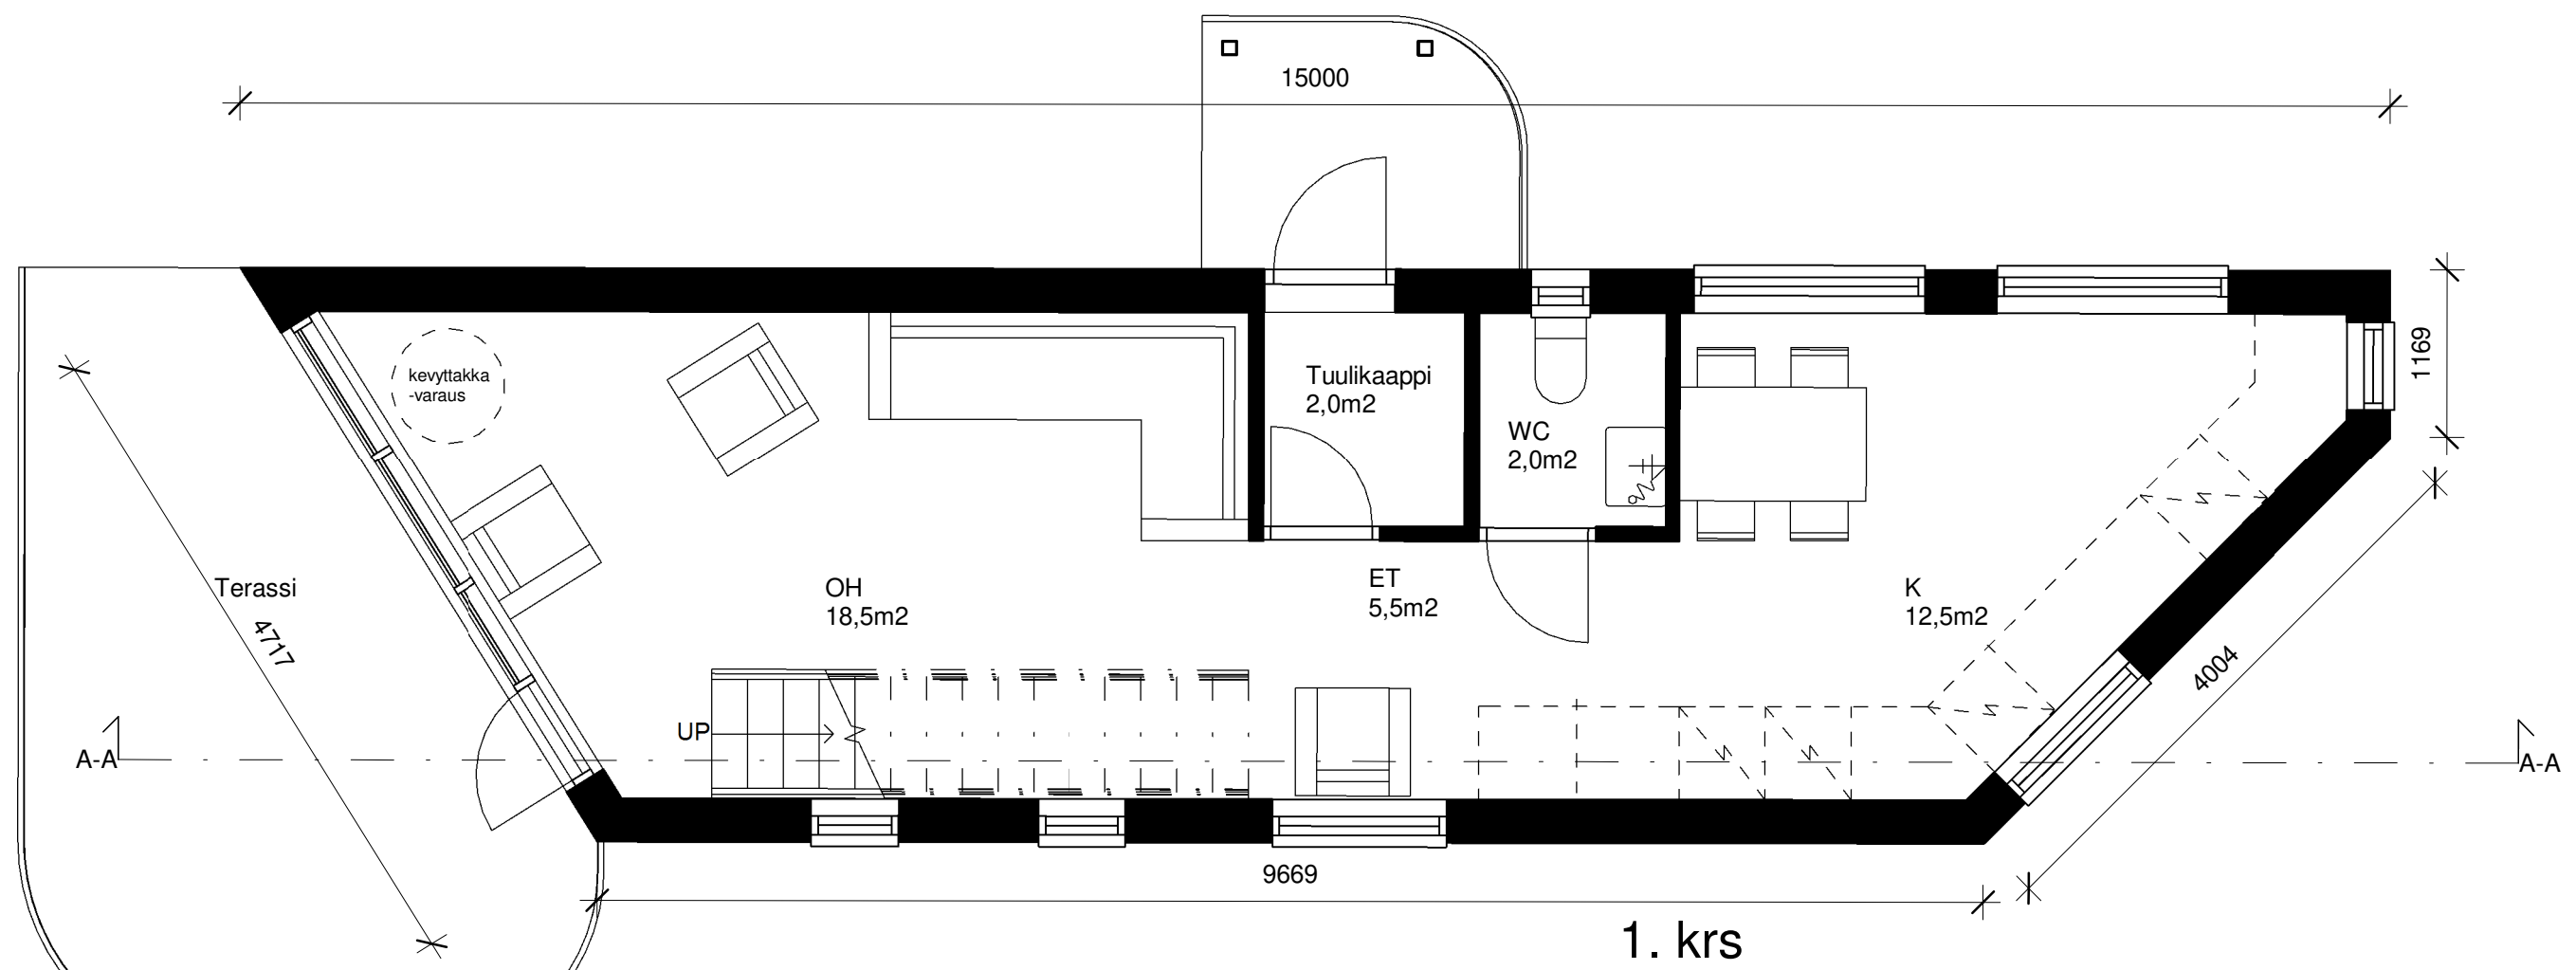 15000
1169
kevyttakka
-varaus
Tuulikaappi
2,0m2
WC
2,0m2
Terassi
4717
OH
18,5m2
ET
5,5m2
K
12,5m2
4004
UP
A-A
A-A
9669
1. krs